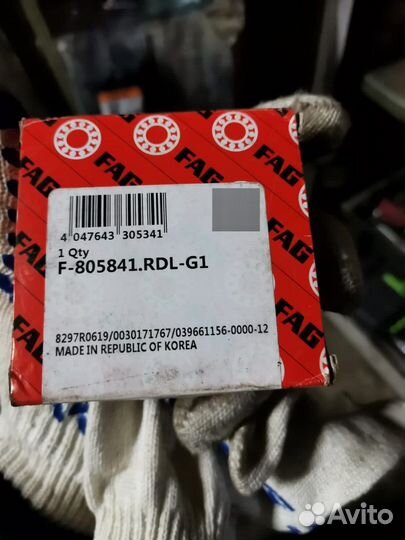 FAG
FAG
FAG
FAG
4 047643 305341
1 Qty
F-805841.RDL-G1
8297R0619/0030171767/039661156-0000-12
MADE IN REPUBLIC OF KOREA
Avito